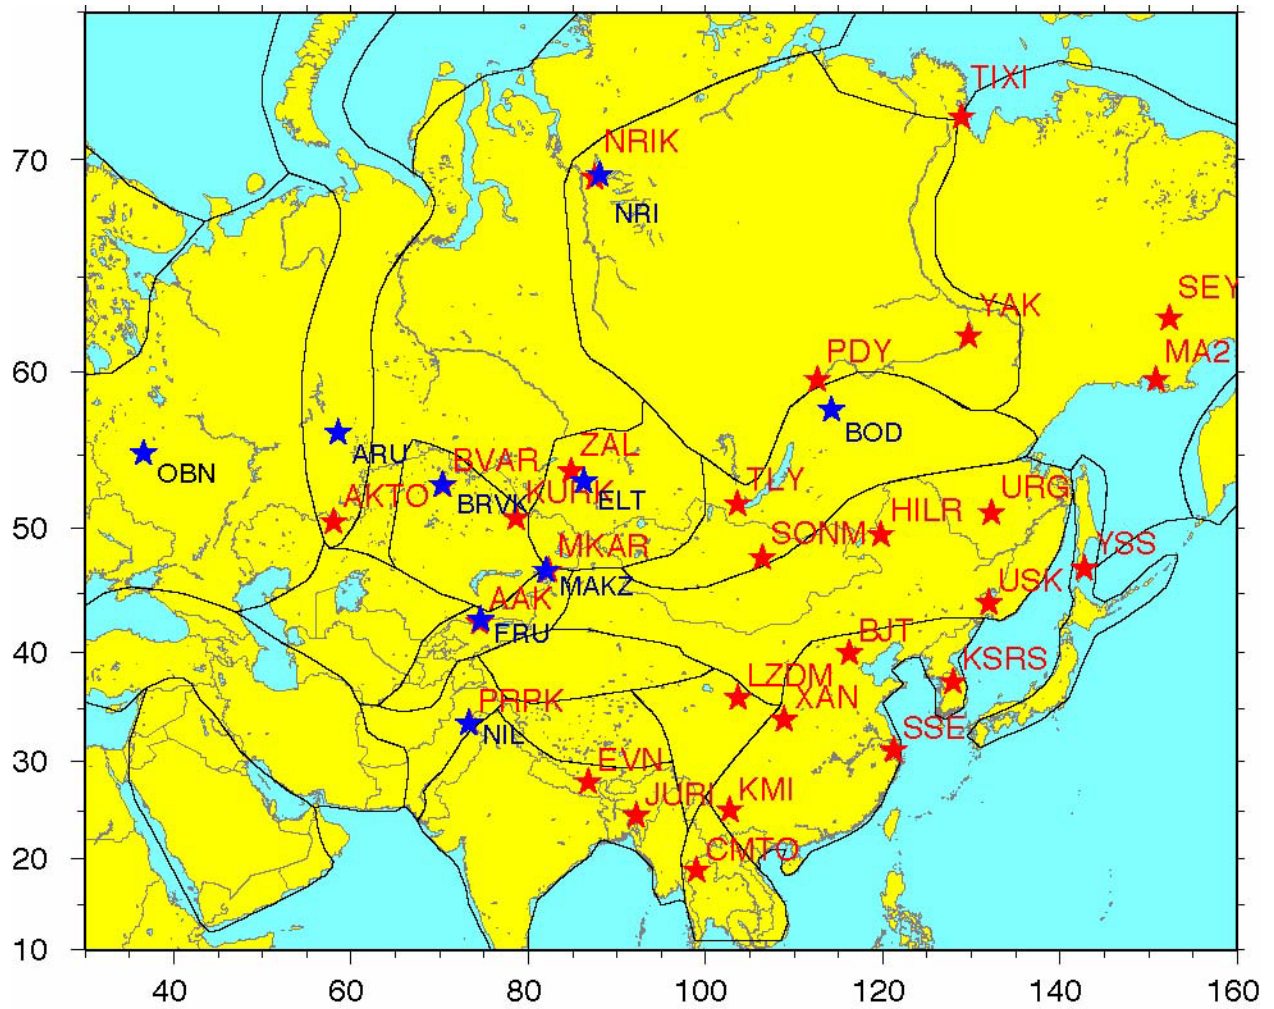 TIXI
70
NRIK
NRI
SEY
YAK
MA2
PDY
60
BOD
ARU
OBN
BVAR
ZAL
AKTO
BRVK
KURK
ELT
TLY
HILR
URG
50
SONM
MKAR
YSS
MAKZ
USK
AAK
FRU
BJT
40
KSRS
LZDM
PRPK
XAN
NIL
SSE
30
EVN
JURI
KMI
20
CMTO
10
40 60 80 100 120 140 160